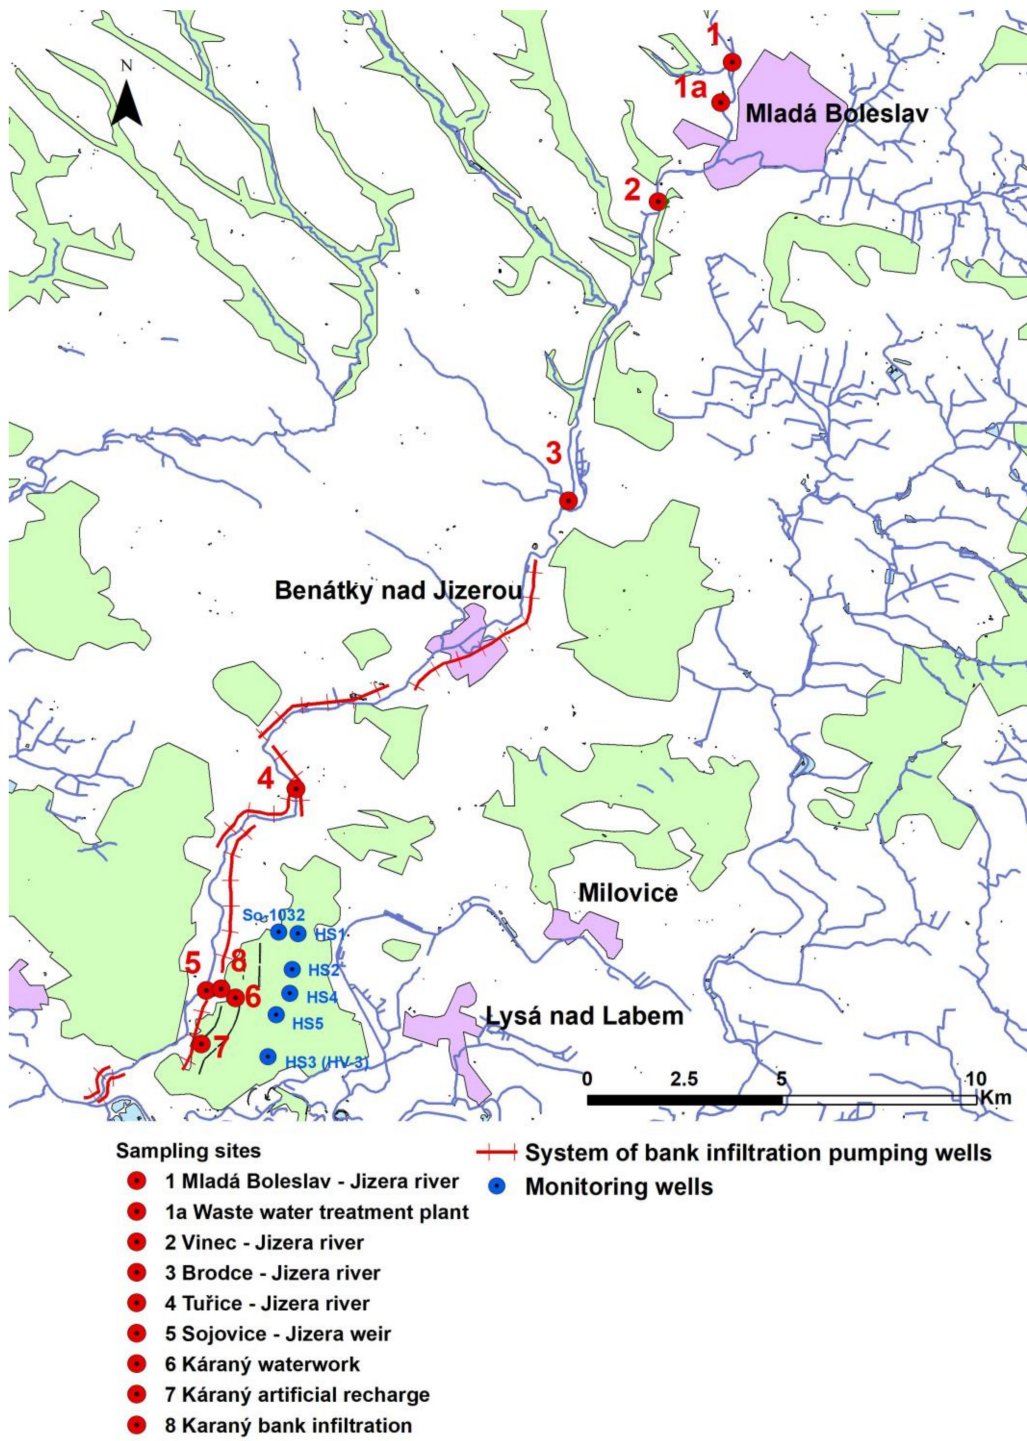 N
1
1a
Mladá Boleslav
2
3
Benátky nad Jizerou
4
Milovice
So-1032
HS1
5
8
HS2
6
HS4
HS5
Lysá nad Labem
7
HS3 (HV-3)
0 2.5 5 10
Km
Sampling sites
1 Mladá Boleslav - Jizera river
1a Waste water treatment plant
2 Vinec - Jizera river
3 Brodce - Jizera river
4 Tuřice - Jizera river
5 Sojovice - Jizera weir
6 Káraný waterwork
7 Káraný artificial recharge
8 Karaný bank infiltration
System of bank infiltration pumping wells
Monitoring wells